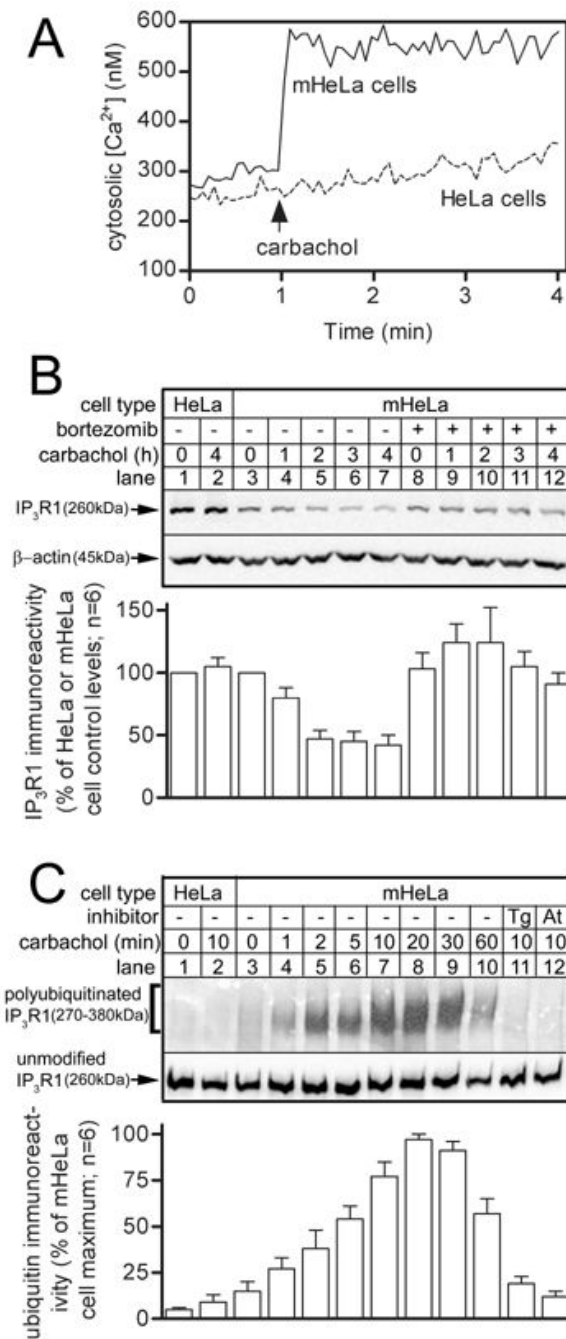 A
cytosolic [Ca²⁺] (nM)
600
500
400
300
200
100
mHeLa cells
HeLa cells
carbachol
0 1 2 3 4
Time (min)
B
cell type HeLa mHeLa
bortezomib - - - - - - - + + + + +
carbachol (h) 0 4 0 1 2 3 4 0 1 2 3 4
lane 1 2 3 4 5 6 7 8 9 10 11 12
IP₃R1(260kDa)
β-actin(45kDa)
IP₃R1 immunoreactivity
(% of HeLa or mHeLa
cell control levels; n=6)
150
100
50
0
C
cell type HeLa mHeLa
inhibitor - - - - - - - - - - Tg At
carbachol (min) 0 10 0 1 2 5 10 20 30 60 10 10
lane 1 2 3 4 5 6 7 8 9 10 11 12
polyubiquitinated
IP₃R1(270-380kDa)
unmodified
IP₃R1(260kDa)
ubiquitin immunoreact-
ivity (% of mHeLa
cell maximum; n=6)
100
75
50
25
0